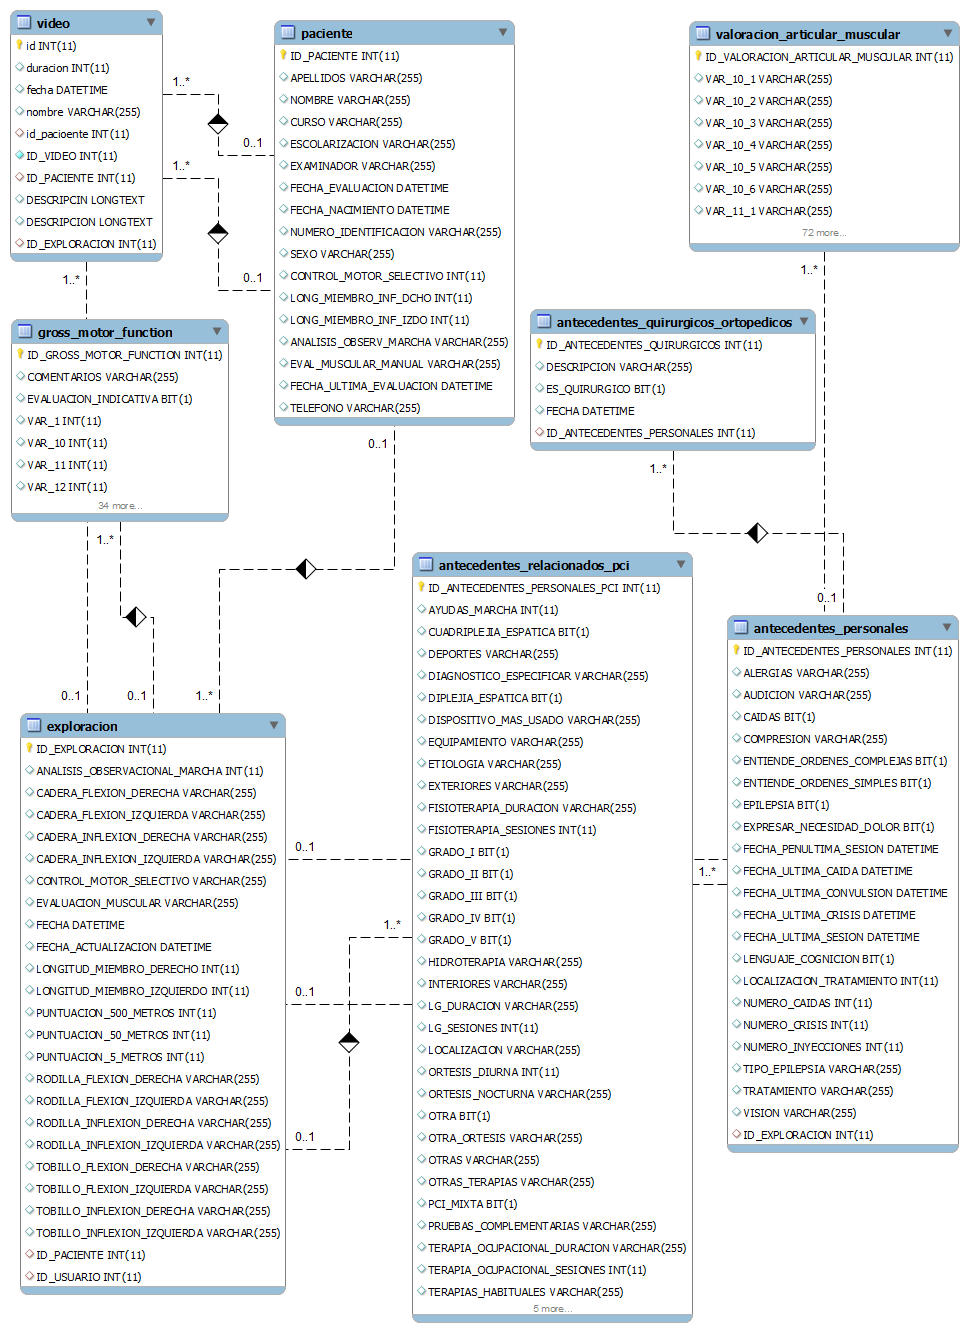 video
id INT(11)
duracion INT(11)
fecha DATETIME
nombre VARCHAR(255)
id_pacioente INT(11)
ID_VIDEO INT(11)
ID_PACIENTE INT(11)
DESCRIPCIN LONGTEXT
DESCRIPCION LONGTEXT
ID_EXPLORACION INT(11)
1..*
0..1
1..*
0..1
1..*
paciente
ID_PACIENTE INT(11)
APELLIDOS VARCHAR(255)
NOMBRE VARCHAR(255)
CURSO VARCHAR(255)
ESCOLARIZACION VARCHAR(255)
EXAMINADOR VARCHAR(255)
FECHA_EVALUACION DATETIME
FECHA_NACIMIENTO DATETIME
NUMERO_IDENTIFICACION VARCHAR(255)
SEXO VARCHAR(255)
CONTROL_MOTOR_SELECTIVO INT(11)
LONG_MIEMBRO_INF_DCHO INT(11)
LONG_MIEMBRO_INF_IZDO INT(11)
ANALISIS_OBSERV_MARCHA VARCHAR(255)
EVAL_MUSCULAR_MANUAL VARCHAR(255)
FECHA_ULTIMA_EVALUACION DATETIME
TELEFONO VARCHAR(255)
0..1
valoracion_articular_muscular
ID_VALORACION_ARTICULAR_MUSCULAR INT(11)
VAR_10_1 VARCHAR(255)
VAR_10_2 VARCHAR(255)
VAR_10_3 VARCHAR(255)
VAR_10_4 VARCHAR(255)
VAR_10_5 VARCHAR(255)
VAR_10_6 VARCHAR(255)
VAR_11_1 VARCHAR(255)
72 more...
1..*
gross_motor_function
ID_GROSS_MOTOR_FUNCTION INT(11)
COMENTARIOS VARCHAR(255)
EVALUACION_INDICATIVA BIT(1)
VAR_1 INT(11)
VAR_10 INT(11)
VAR_11 INT(11)
VAR_12 INT(11)
34 more...
1..*
0..1
0..1
1..*
antecedentes_quirurgicos_ortopedicos
ID_ANTECEDENTES_QUIRURGICOS INT(11)
DESCRIPCION VARCHAR(255)
ES_QUIRURGICO BIT(1)
FECHA DATETIME
ID_ANTECEDENTES_PERSONALES INT(11)
1..*
0..1
exploracion
ID_EXPLORACION INT(11)
ANALISIS_OBSERVACIONAL_MARCHA INT(11)
CADERA_FLEXION_DERECHA VARCHAR(255)
CADERA_FLEXION_IZQUIERDA VARCHAR(255)
CADERA_INFLEXION_DERECHA VARCHAR(255)
CADERA_INFLEXION_IZQUIERDA VARCHAR(255)
CONTROL_MOTOR_SELECTIVO VARCHAR(255)
EVALUACION_MUSCULAR VARCHAR(255)
FECHA DATETIME
FECHA_ACTUALIZACION DATETIME
LONGITUD_MIEMBRO_DERECHO INT(11)
LONGITUD_MIEMBRO_IZQUIERDO INT(11)
PUNTUACION_500_METROS INT(11)
PUNTUACION_50_METROS INT(11)
PUNTUACION_5_METROS INT(11)
RODILLA_FLEXION_DERECHA VARCHAR(255)
RODILLA_FLEXION_IZQUIERDA VARCHAR(255)
RODILLA_INFLEXION_DERECHA VARCHAR(255)
RODILLA_INFLEXION_IZQUIERDA VARCHAR(255)
TOBILLO_FLEXION_DERECHA VARCHAR(255)
TOBILLO_FLEXION_IZQUIERDA VARCHAR(255)
TOBILLO_INFLEXION_DERECHA VARCHAR(255)
TOBILLO_INFLEXION_IZQUIERDA VARCHAR(255)
ID_PACIENTE INT(11)
ID_USUARIO INT(11)
0..1
1..*
0..1
0..1
antecedentes_relacionados_pci
ID_ANTECEDENTES_PERSONALES_PCI INT(11)
AYUDAS_MARCHA INT(11)
CUADRIPLEJIA_ESPATICA BIT(1)
DEPORTES VARCHAR(255)
DIAGNOSTICO_ESPECIFICAR VARCHAR(255)
DIPLEJIA_ESPATICA BIT(1)
DISPOSITIVO_MAS_USADO VARCHAR(255)
EQUIPAMIENTO VARCHAR(255)
ETIOLOGIA VARCHAR(255)
EXTERIORES VARCHAR(255)
FISIOTERAPIA_DURACION VARCHAR(255)
FISIOTERAPIA_SESIONES INT(11)
GRADO_I BIT(1)
GRADO_II BIT(1)
GRADO_III BIT(1)
GRADO_IV BIT(1)
GRADO_V BIT(1)
HIDROTERAPIA VARCHAR(255)
INTERIORES VARCHAR(255)
LG_DURACION VARCHAR(255)
LG_SESIONES INT(11)
LOCALIZACION VARCHAR(255)
ORTESIS_DIURNA INT(11)
ORTESIS_NOCTURNA VARCHAR(255)
OTRA BIT(1)
OTRA_ORTESIS VARCHAR(255)
OTRAS VARCHAR(255)
OTRAS_TERAPIAS VARCHAR(255)
PCI_MIXTA BIT(1)
PRUEBAS_COMPLEMENTARIAS VARCHAR(255)
TERAPIA_OCUPACIONAL_DURACION VARCHAR(255)
TERAPIA_OCUPACIONAL_SESIONES INT(11)
TERAPIAS_HABITUALES VARCHAR(255)
5 more...
1..*
antecedentes_personales
ID_ANTECEDENTES_PERSONALES INT(11)
ALERGIAS VARCHAR(255)
AUDICION VARCHAR(255)
CAIDAS BIT(1)
COMPRESION VARCHAR(255)
ENTIENDE_ORDENES_COMPLEJAS BIT(1)
ENTIENDE_ORDENES_SIMPLES BIT(1)
EPILEPSIA BIT(1)
EXPRESAR_NECESIDAD_DOLOR BIT(1)
FECHA_PENULTIMA_SESION DATETIME
FECHA_ULTIMA_CAIDA DATETIME
FECHA_ULTIMA_CONVULSION DATETIME
FECHA_ULTIMA_CRISIS DATETIME
FECHA_ULTIMA_SESION DATETIME
LENGUAJE_COGNICION BIT(1)
LOCALIZACION_TRATAMIENTO INT(11)
NUMERO_CAIDAS INT(11)
NUMERO_CRISIS INT(11)
NUMERO_INYECCIONES INT(11)
TIPO_EPILEPSIA VARCHAR(255)
TRATAMIENTO VARCHAR(255)
VISION VARCHAR(255)
ID_EXPLORACION INT(11)